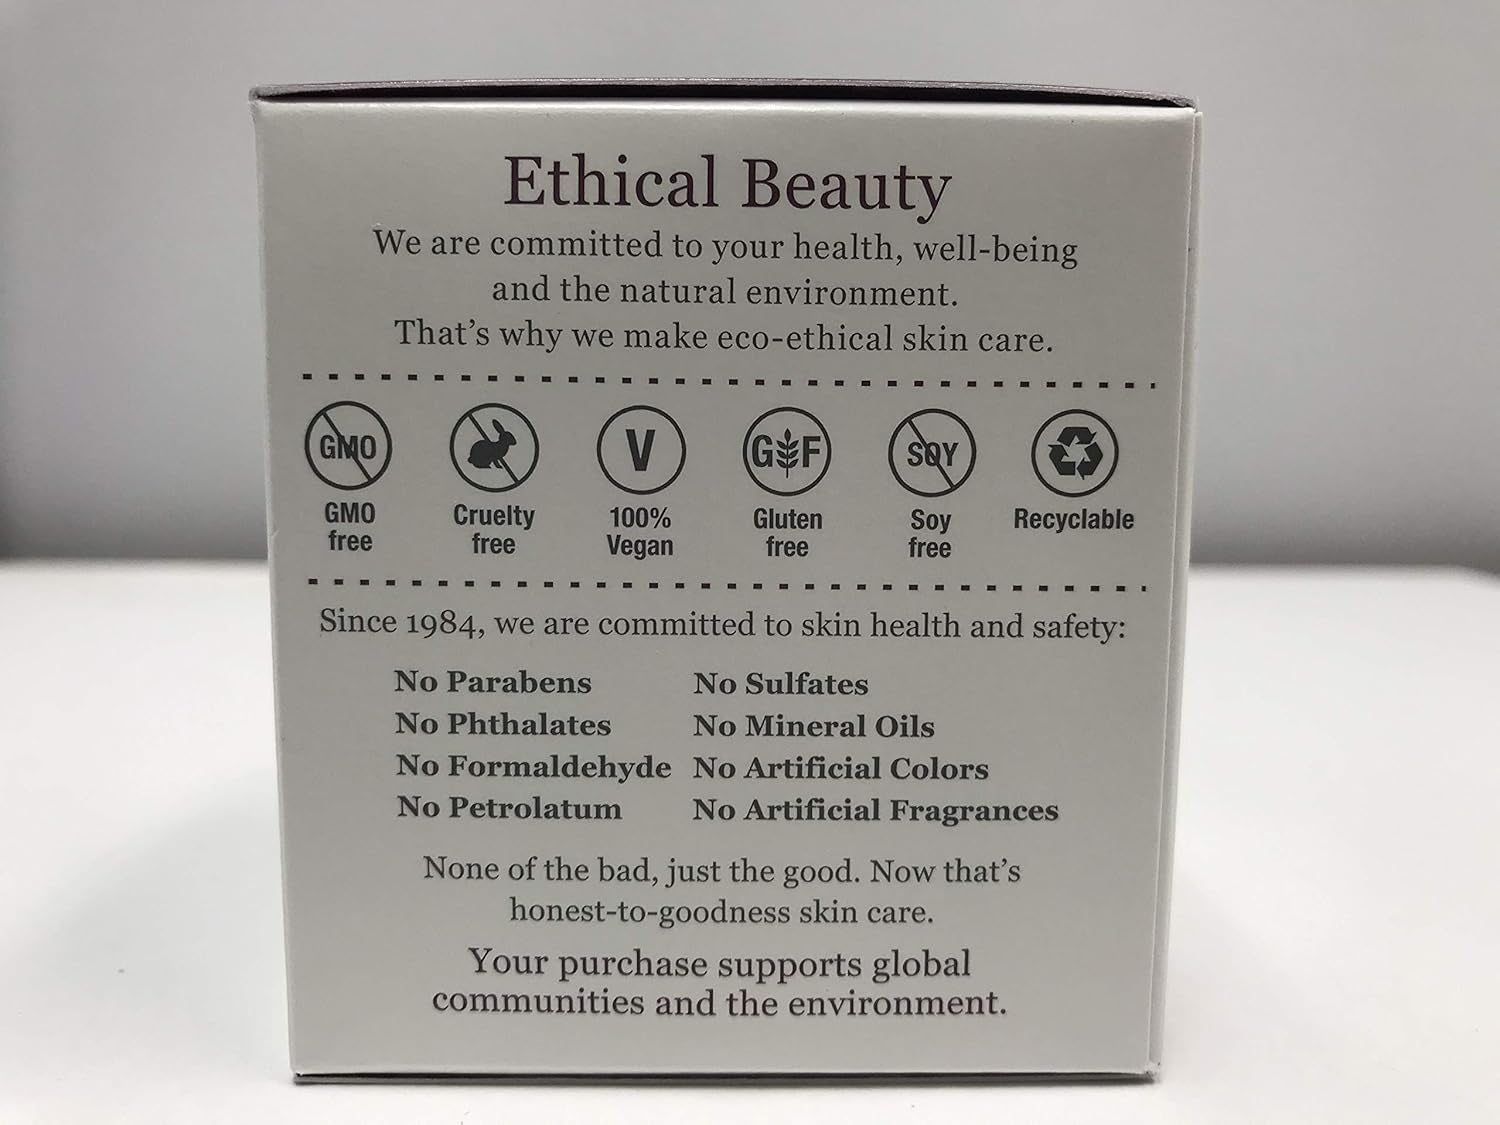 Ethical Beauty
We are committed to your health, well-being
and the natural environment.
That's why we make eco-ethical skin care.
GMO
GMO
free
Cruelty
free
V
100%
Vegan
G F
Gluten
free
SOY
Soy
free
Recyclable
Since 1984, we are committed to skin health and safety:
No Parabens
No Phthalates
No Formaldehyde
No Petrolatum
No Sulfates
No Mineral Oils
No Artificial Colors
No Artificial Fragrances
None of the bad, just the good. Now that's
honest-to-goodness skin care.
Your purchase supports global
communities and the environment.